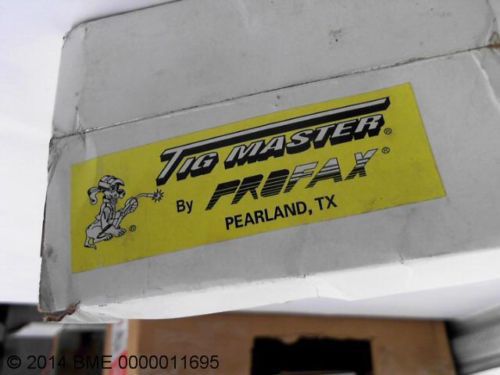 TIG MASTER®
By PROFAX®
PEARLAND, TX
®
© 2014 BME 0000011695